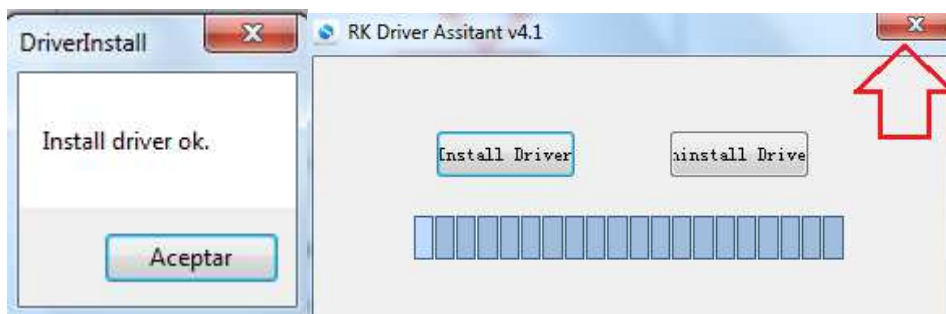 DriverInstall
Install driver ok.
Aceptar
RK Driver Assitant v4.1
Install Driver
ninstall Drive